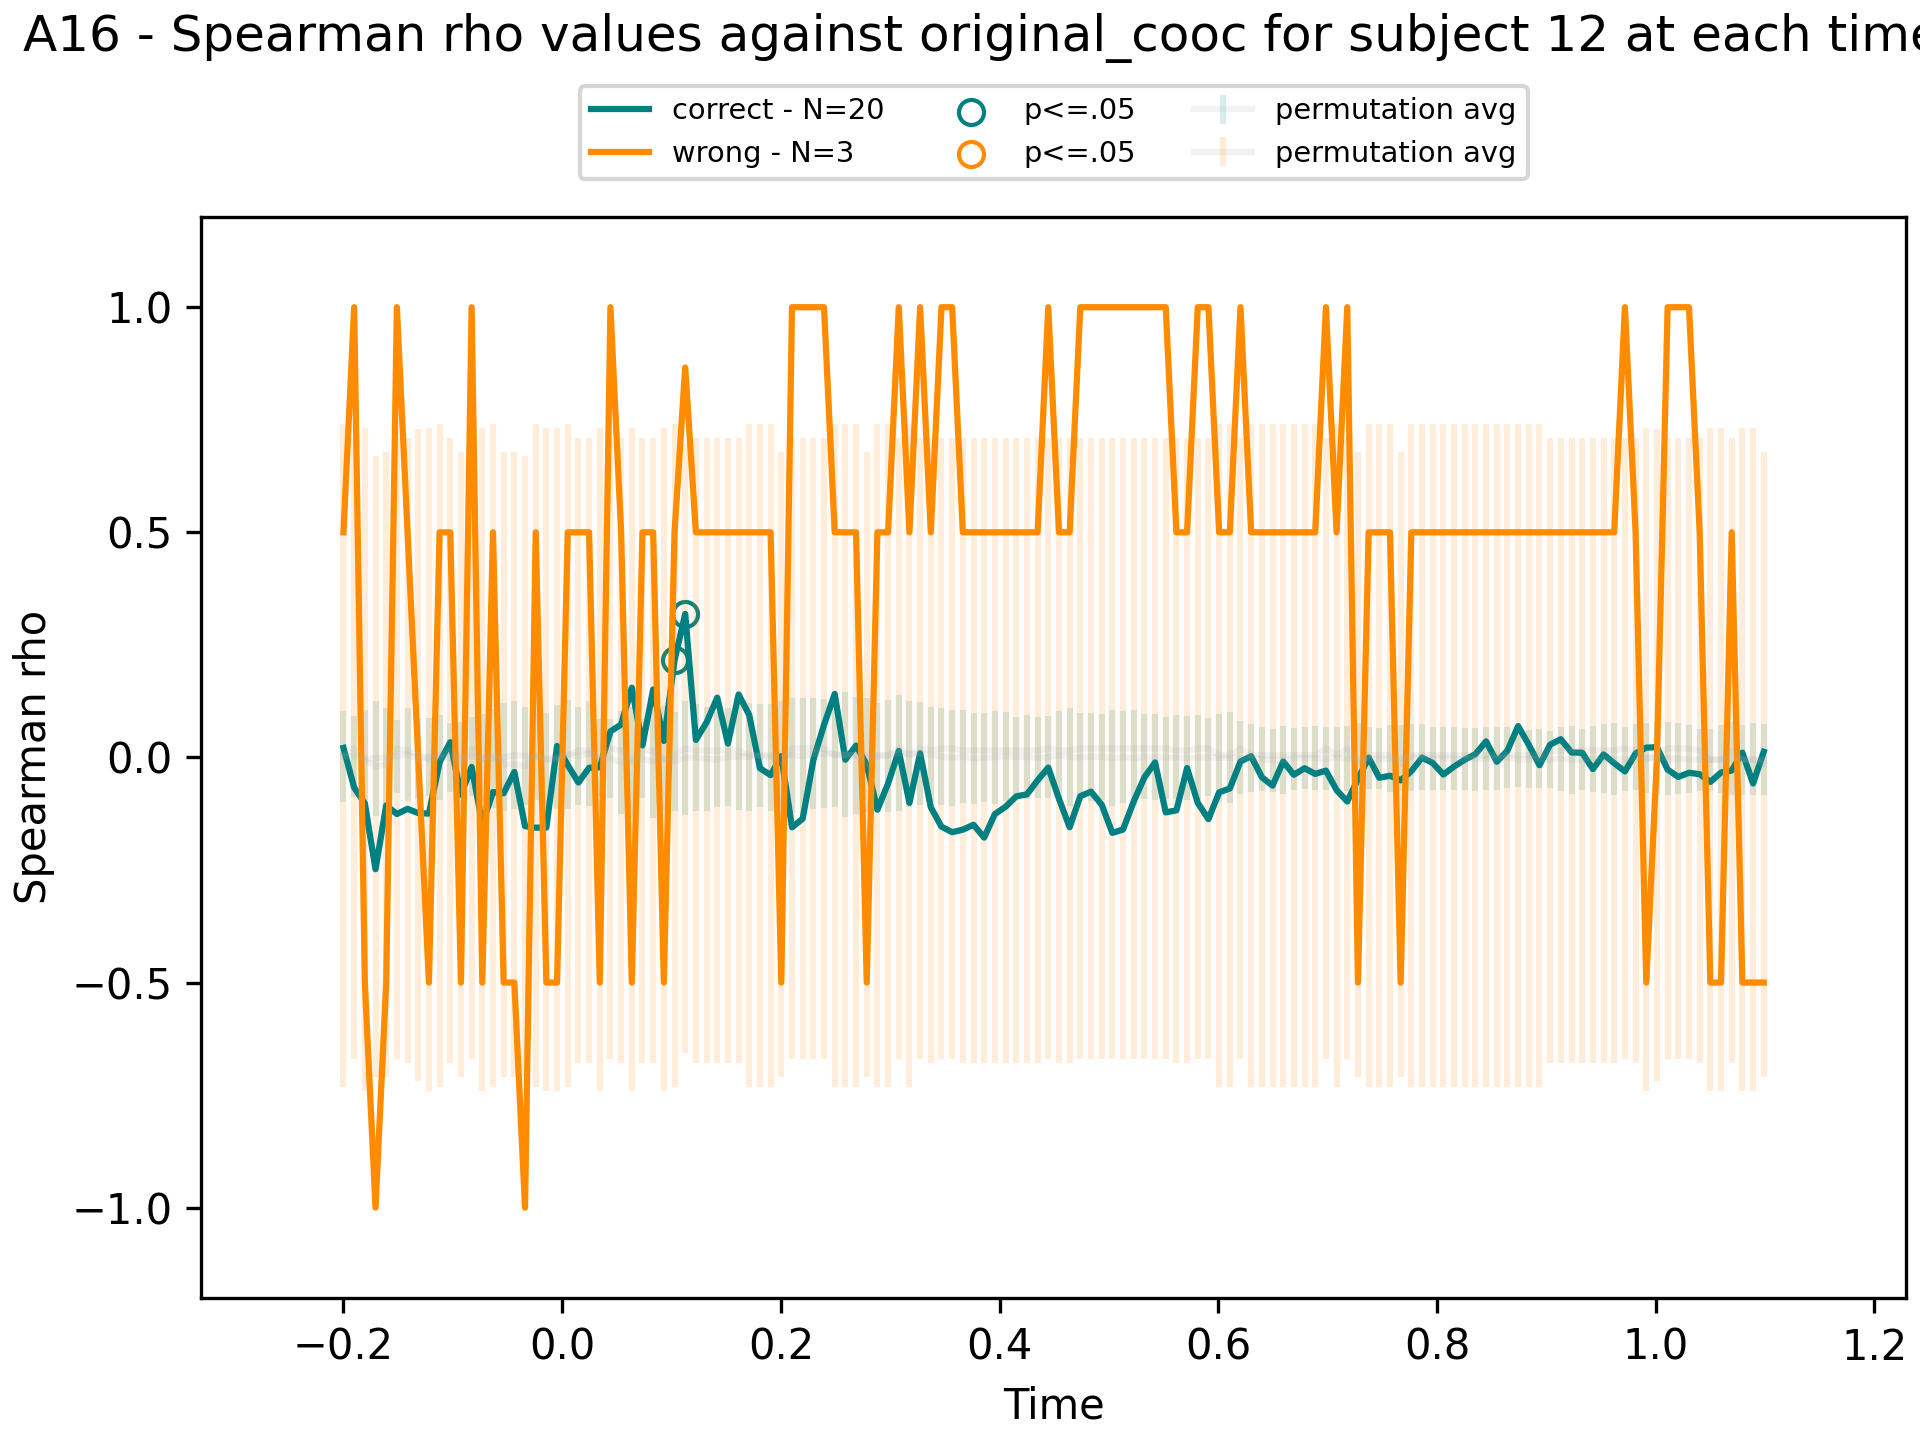 A16 - Spearman rho values against original_cooc for subject 12 at each time
correct - N=20
wrong - N=3
p<=.05
p<=.05
permutation avg
permutation avg
1.0
0.5
0.0
−0.5
−1.0
Spearman rho
−0.2 0.0 0.2 0.4 0.6 0.8 1.0 1.2
Time